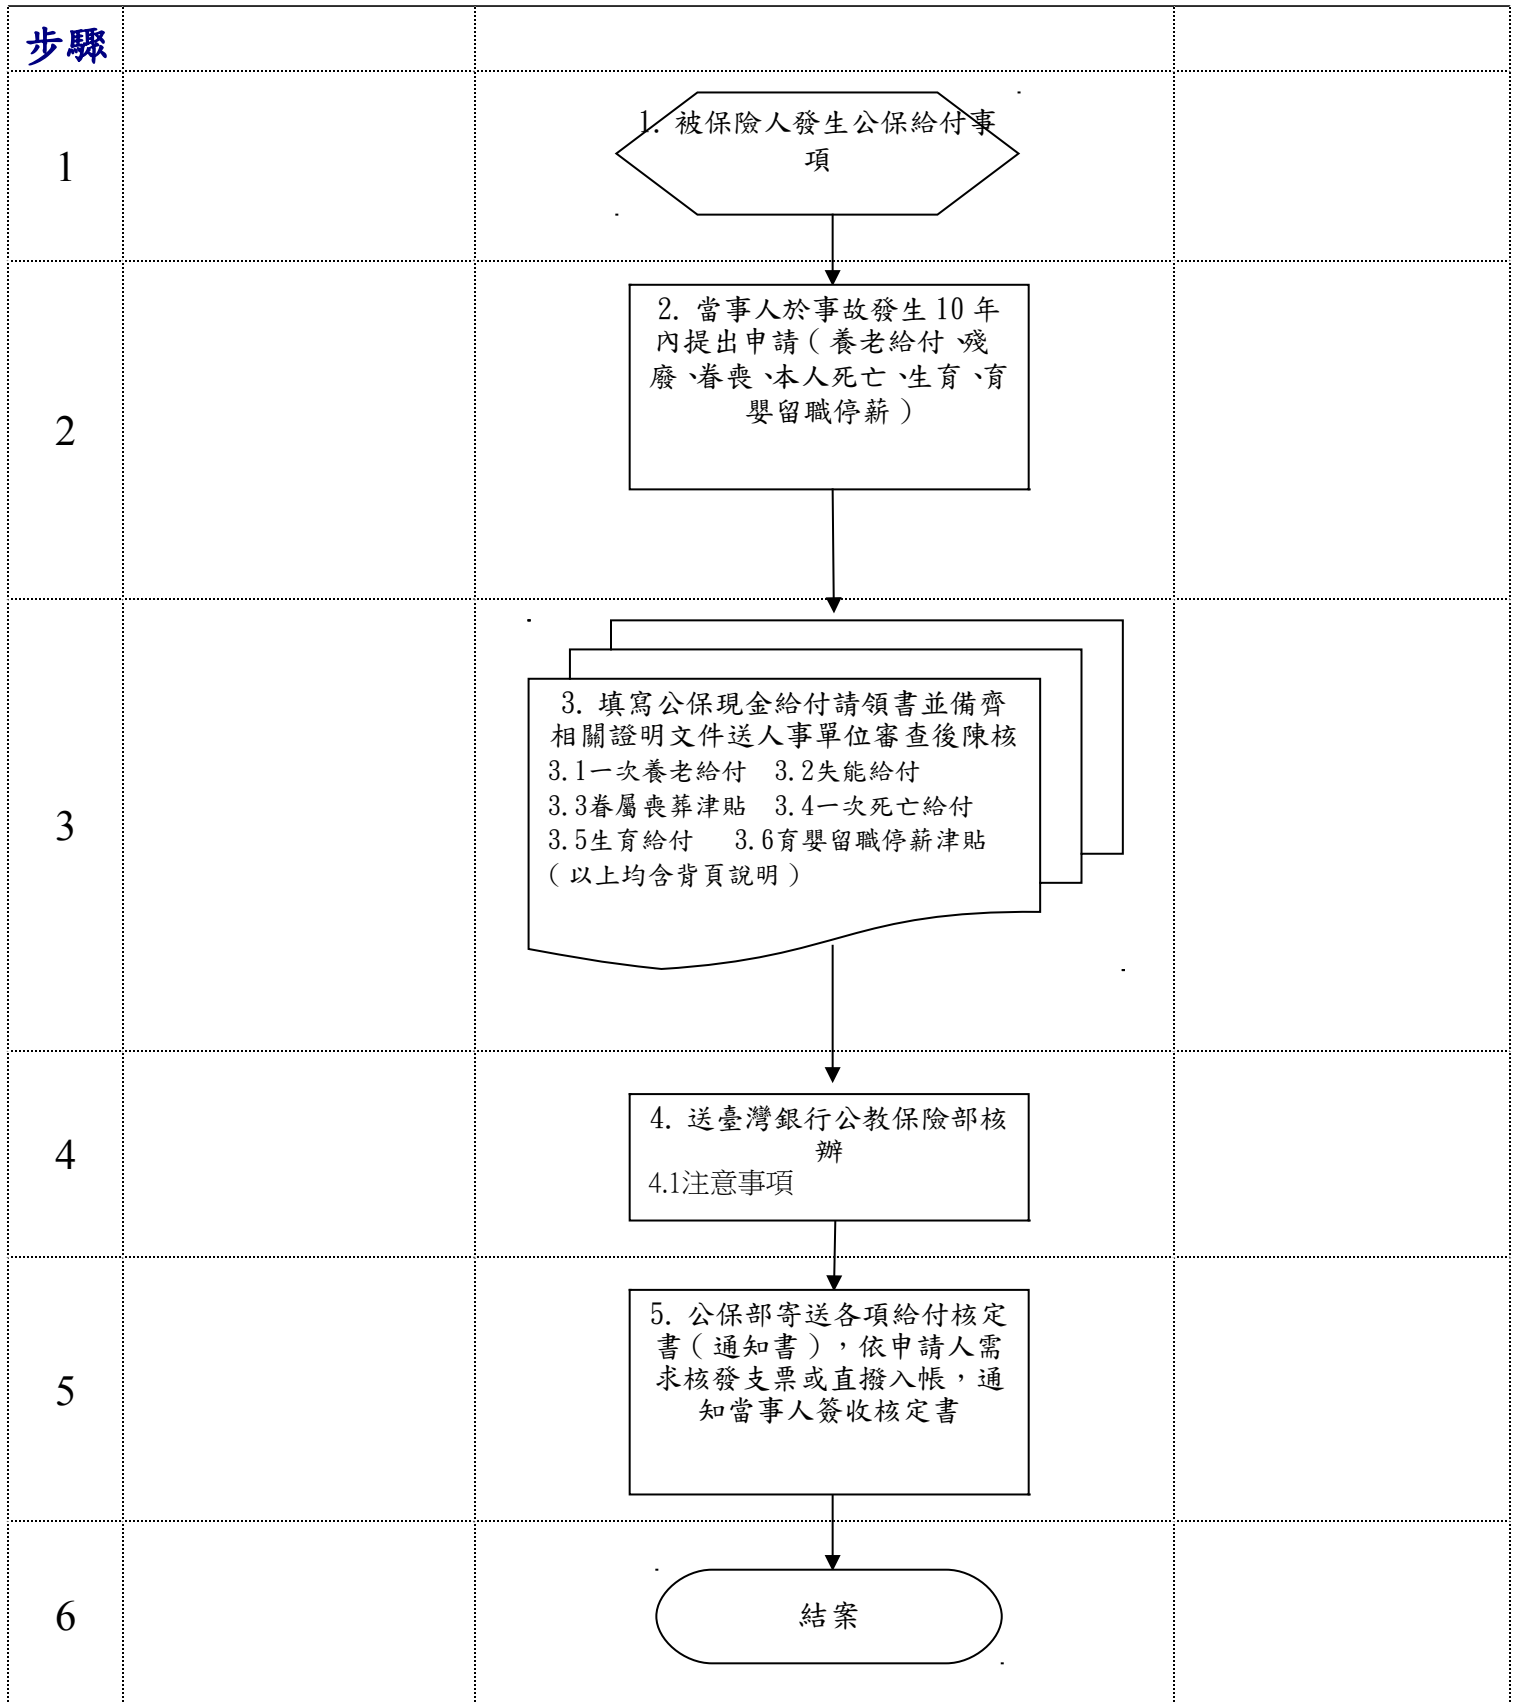 步驟
1
1. 被保險人發生公保給付事
項
2
2. 當事人於事故發生 10 年
內提出申請（養老給付、殘
廢、眷喪、本人死亡、生育、育
嬰留職停薪）
3
3. 填寫公保現金給付請領書並備齊
相關證明文件送人事單位審查後陳核
3.1一次養老給付 3.2失能給付
3.3眷屬喪葬津貼 3.4一次死亡給付
3.5生育給付 3.6育嬰留職停薪津貼
（以上均含背頁說明）
4
4. 送臺灣銀行公教保險部核
辦
4.1注意事項
5
5. 公保部寄送各項給付核定
書（通知書），依申請人需
求核發支票或直撥入帳，通
知當事人簽收核定書
6
結案